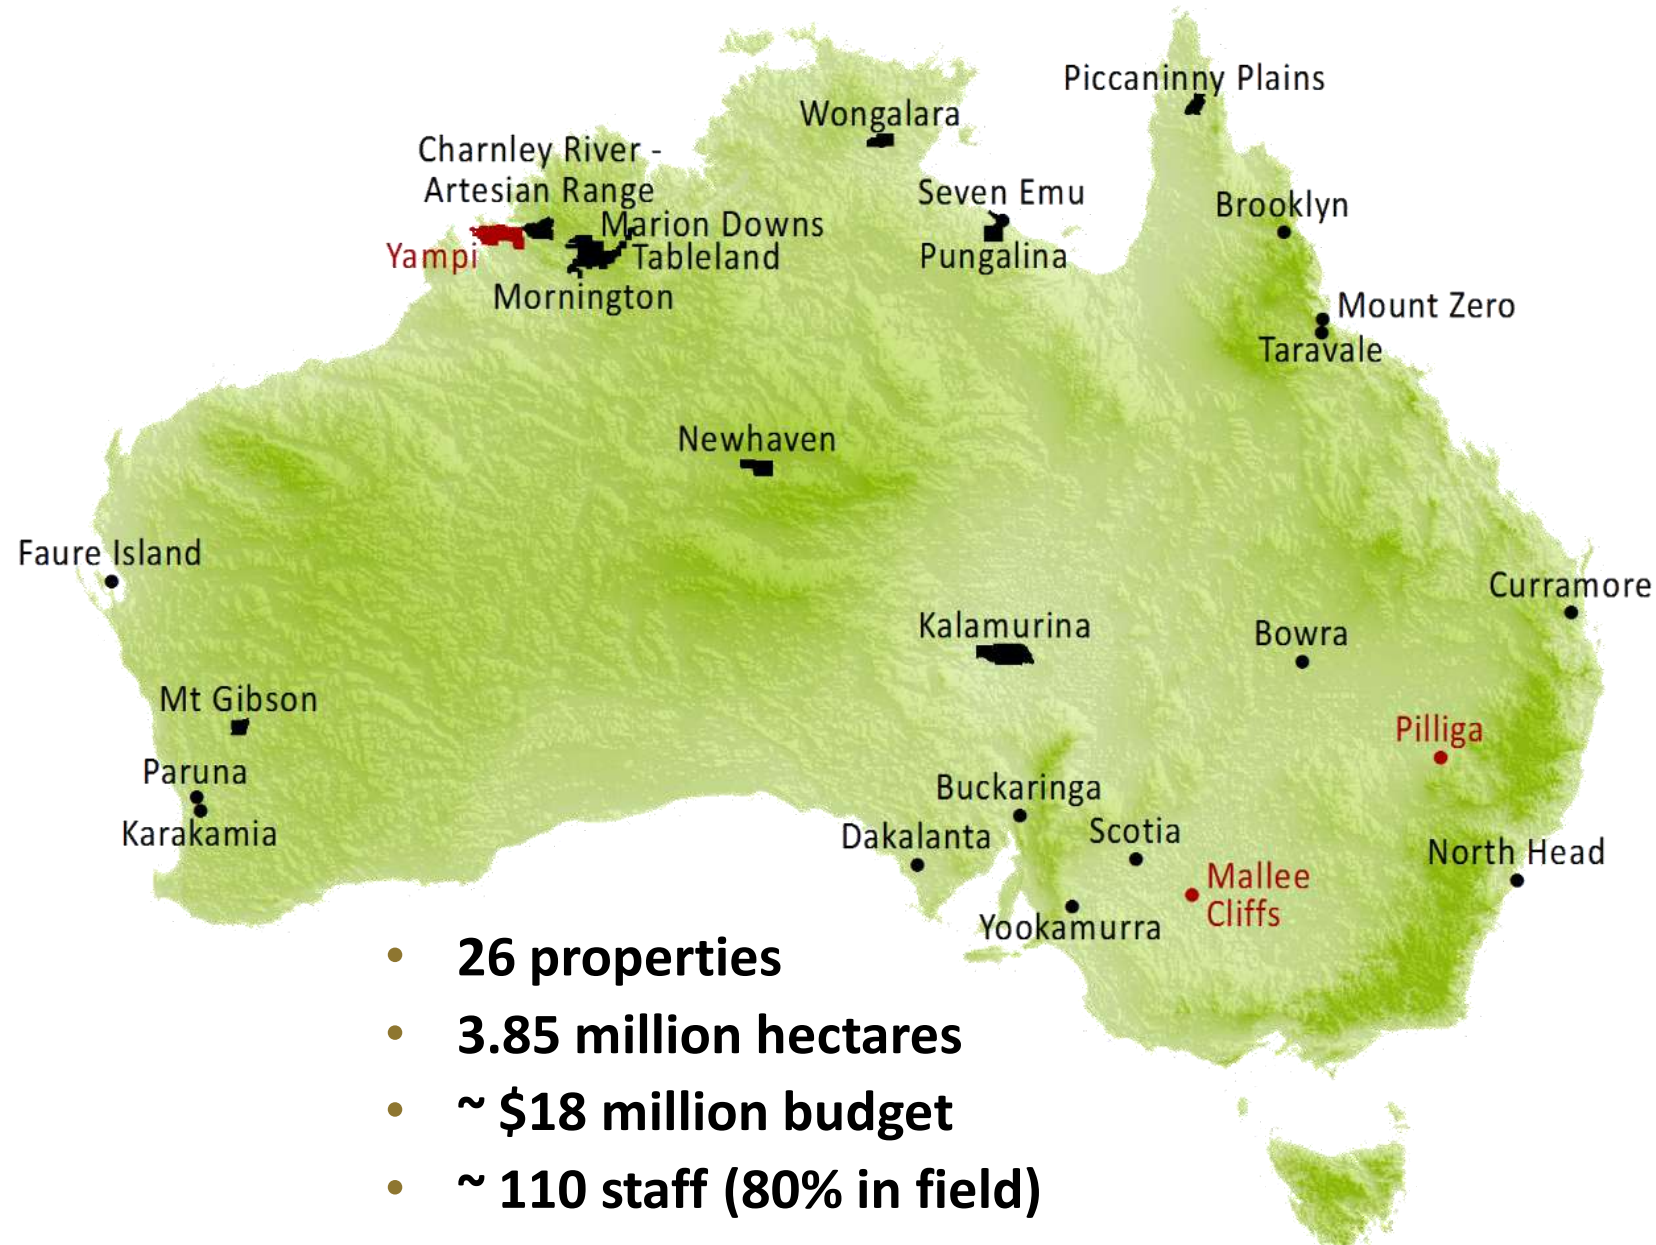 Piccaninny Plains
Wongalara
Charnley River -
Artesian Range
Seven Emu
Brooklyn
Marion Downs
Yampi
Tableland
Pungalina
Mornington
Mount Zero
Taravale
Newhaven
Faure Island
Curramore
Kalamurina
Bowra
Mt Gibson
Pilliga
Paruna
Buckaringa
Karakamia
Dakalanta
Scotia
North Head
Mallee
Cliffs
Yookamurra
• 26 properties
• 3.85 million hectares
• ~ $18 million budget
• ~ 110 staff (80% in field)